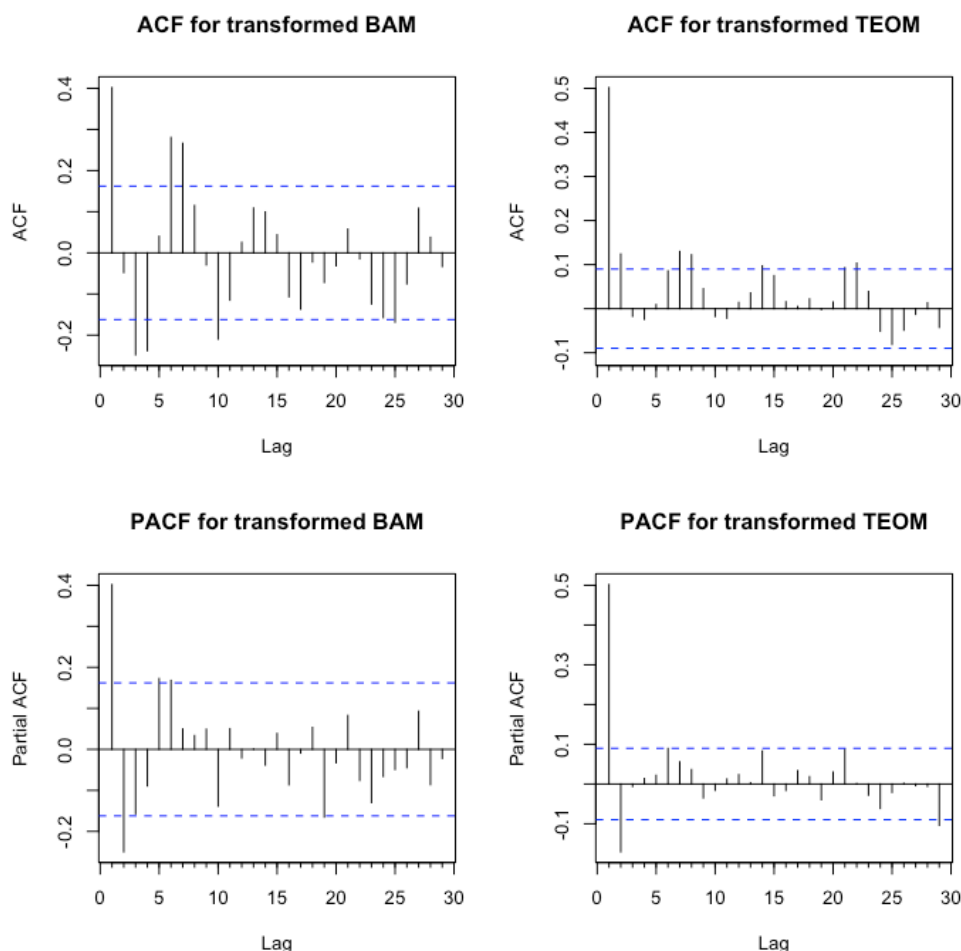 ACF for transformed BAM
ACF
0.4
0.2
0.0
-0.2
0 5 10 15 20 25 30
Lag
ACF for transformed TEOM
ACF
0.5
0.4
0.3
0.2
0.1
-0.1
0 5 10 15 20 25 30
Lag
PACF for transformed BAM
Partial ACF
0.4
0.2
0.0
-0.2
0 5 10 15 20 25 30
Lag
PACF for transformed TEOM
Partial ACF
0.5
0.3
0.1
-0.1
0 5 10 15 20 25 30
Lag